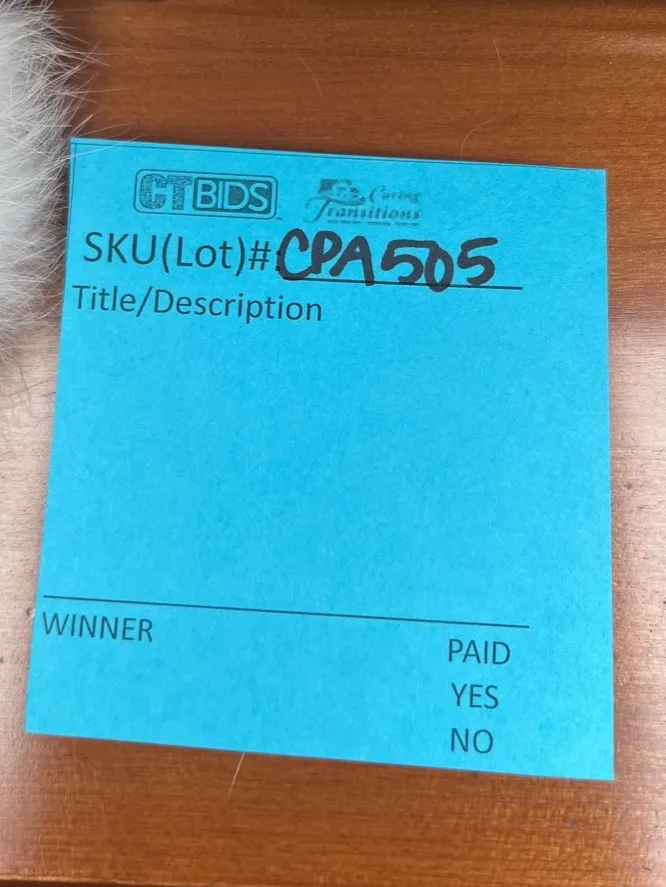 CTBIDS
Caring
Transitions
SKU(Lot)#CPA505
Title/Description
WINNER
PAID
YES
NO